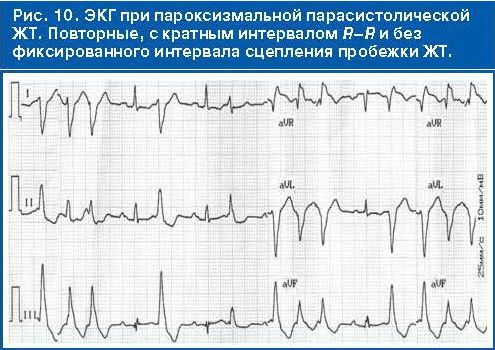 Рис. 10. ЭКГ при пароксизмальной парасистолической
ЖТ. Повторные, с кратным интервалом R–R и без
фиксированного интервала сцепления пробежки ЖТ.
I
aVR
aVR
II
aVL
aVL
III
aVF
aVF
25мм/с 10мм/мВ